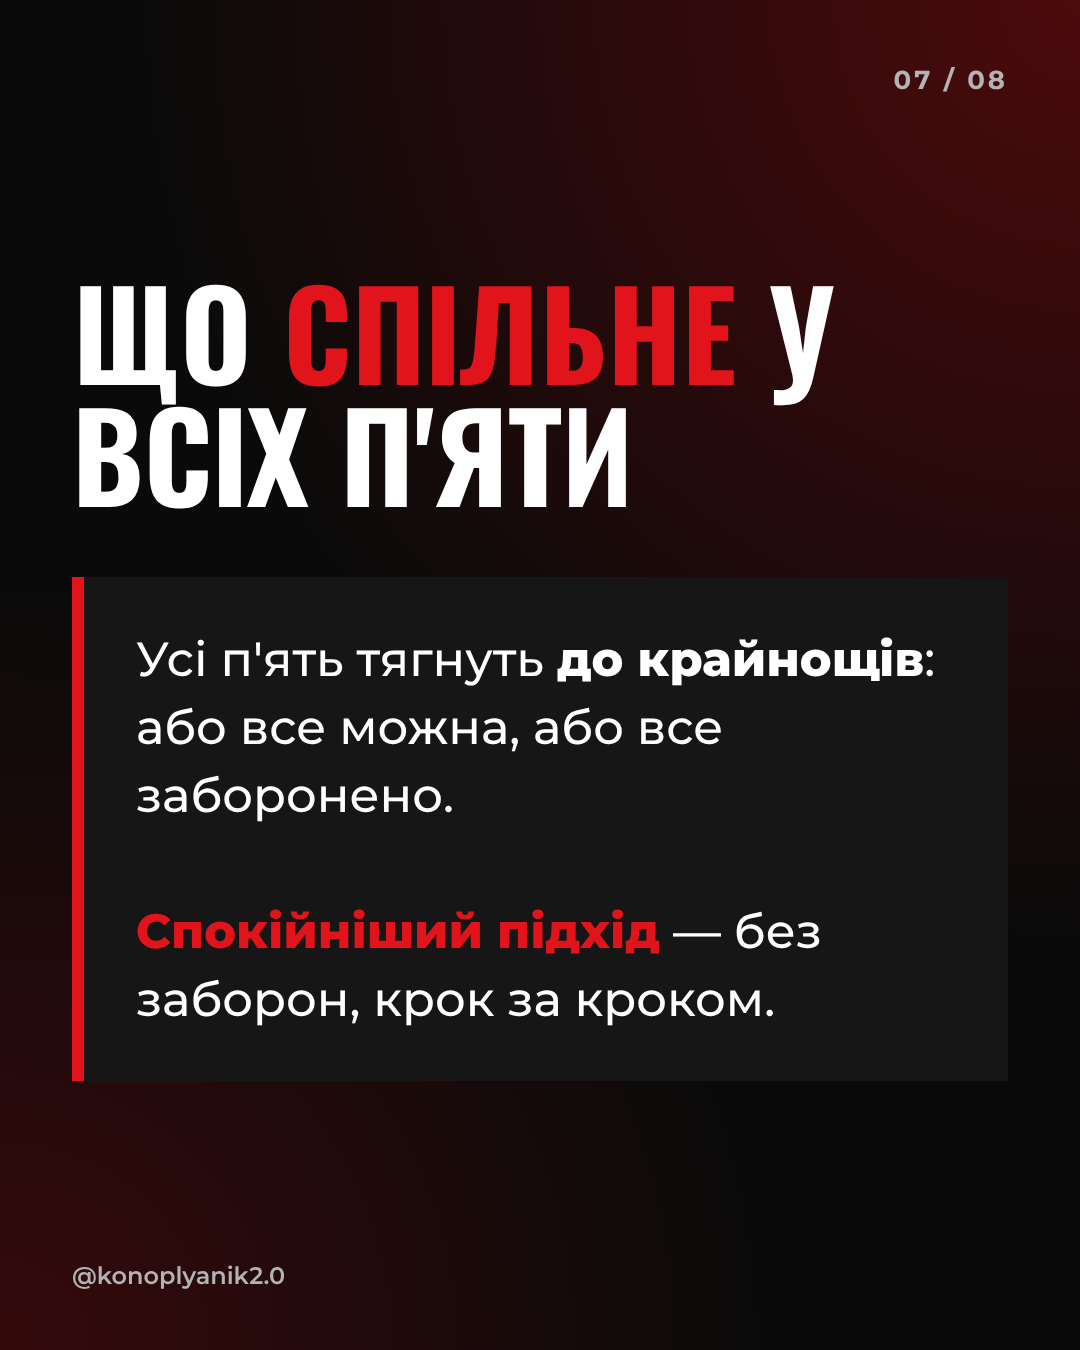 07 / 08
ЩО СПІЛЬНЕ У
ВСІХ П'ЯТИ
Усі п'ять тягнуть до крайнощів:
або все можна, або все
заборонено.
Спокійніший підхід — без
заборон, крок за кроком.
@konoplyanik2.0